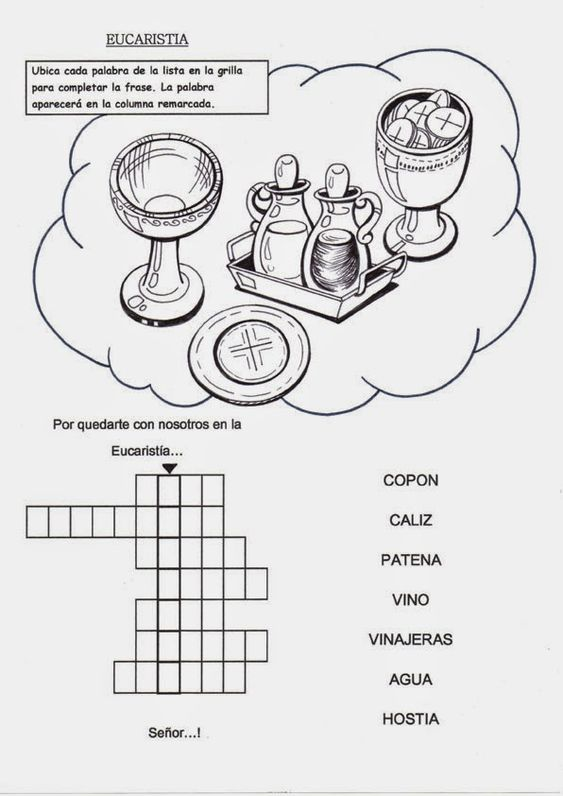 EUCARISTIA
Ubica cada palabra de la lista en la grilla
para completar la frase. La palabra
aparecerá en la columna remarcada.
Por quedarte con nosotros en la
Eucaristía...
COPON
CALIZ
PATENA
VINO
VINAJERAS
AGUA
HOSTIA
Señor...!